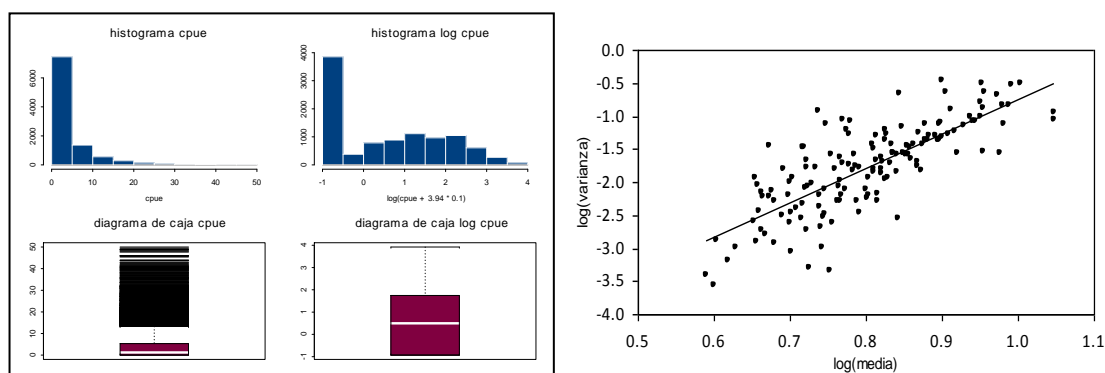 histograma cpue
6000
4000
2000
0
0 10 20 30 40 50
cpue
histograma log cpue
4000
3000
2000
1000
0
-1 0 1 2 3 4
log(cpue + 3.94 * 0.1)
diagrama de caja cpue
50
40
30
20
10
0
diagrama de caja log cpue
4
3
2
1
0
-1
0.0
-0.5
-1.0
-1.5
-2.0
-2.5
-3.0
-3.5
-4.0
log(varianza)
0.5 0.6 0.7 0.8 0.9 1.0 1.1
log(media)